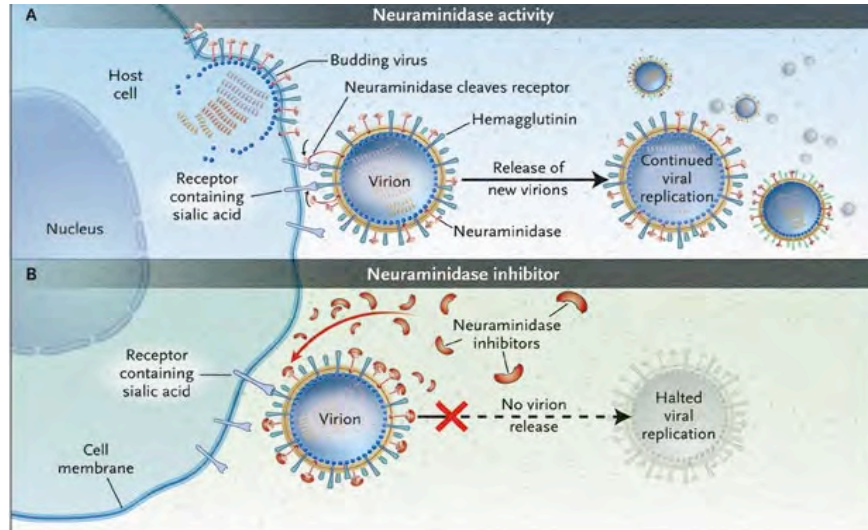 A
Neuraminidase activity
Budding virus
Host
cell
Neuraminidase cleaves receptor
Hemagglutinin
Virion
Release of
new virions
Continued
viral
replication
Receptor
containing
sialic acid
Nucleus
Neuraminidase
B
Neuraminidase inhibitor
Neuraminidase
inhibitors
Receptor
containing
sialic acid
Virion
No virion
release
Halted
viral
replication
Cell
membrane